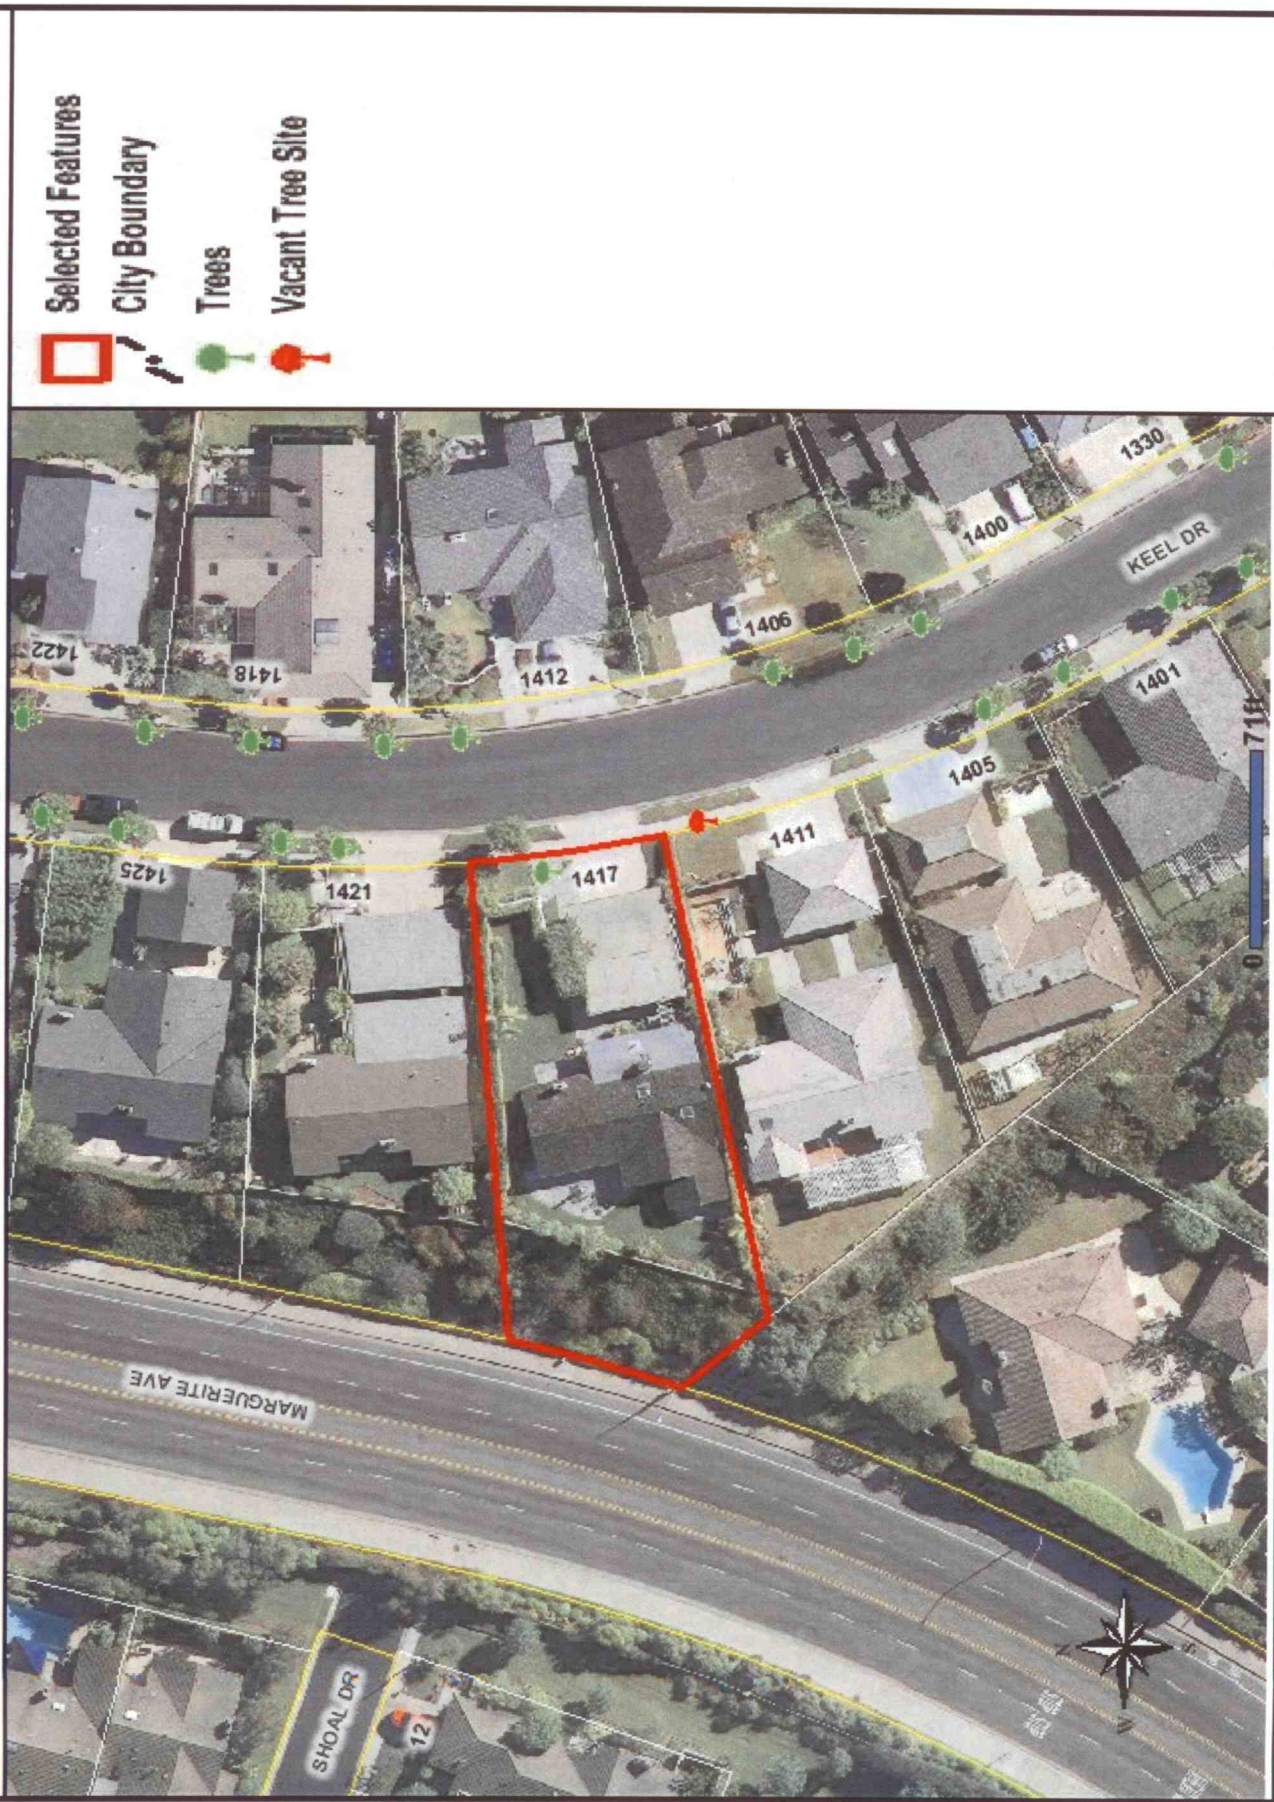 Selected Features
City Boundary
Trees
Vacant Tree Site
1422
1418
1412
1406
1400
1330
KEEL DR
1425
1421
1417
1411
1405
1401
MARGUERITE AVE
SHOAL DR
12
0 71ft
N
S
W